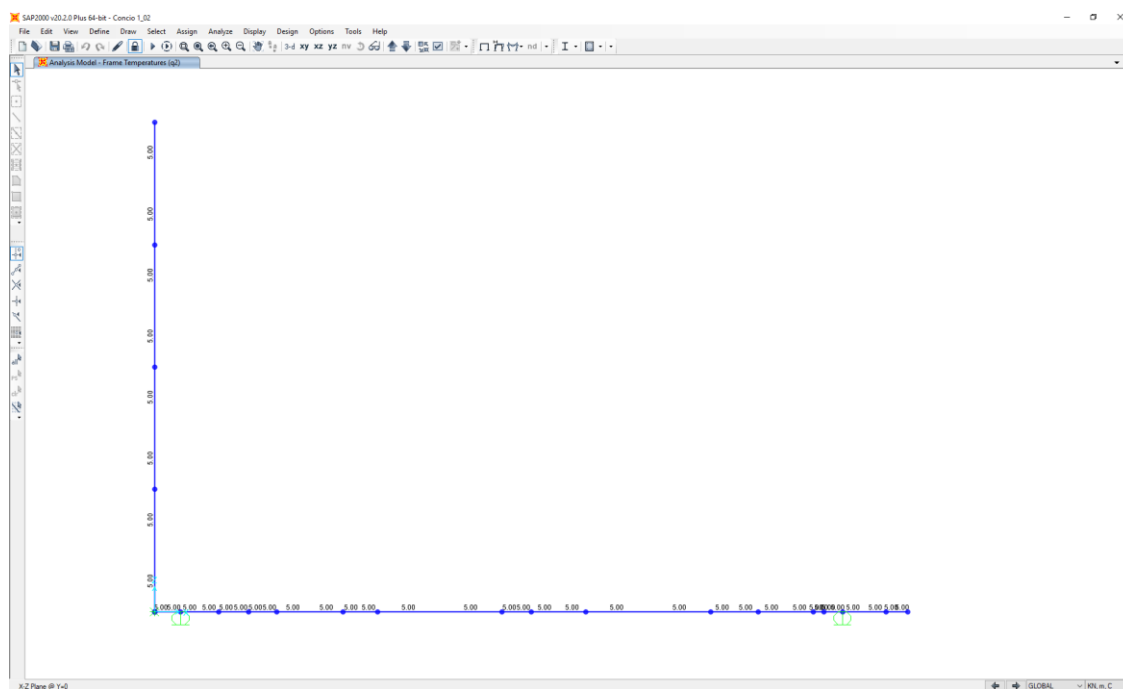 SAP2000 v20.2.0 Plus 64-bit - Concio 1_02
File Edit View Define Draw Select Assign Analyze Display Design Options Tools Help
3-d xy xz yz nv nd
Analysis Model - Frame Temperatures (q2)
5.00
5.00
5.00
5.00
5.00
5.00
5.00
5.00
5.00 5.00 5.00 5.00 5.00 5.00 5.00 5.00 5.00 5.00 5.00 5.00 5.00 5.00 5.00 5.00 5.00 5.00 5.00 5.00 5.00 5.00 5.00 5.00 5.00 5.00
X-Z Plane @ Y=0
GLOBAL
KN, m, C